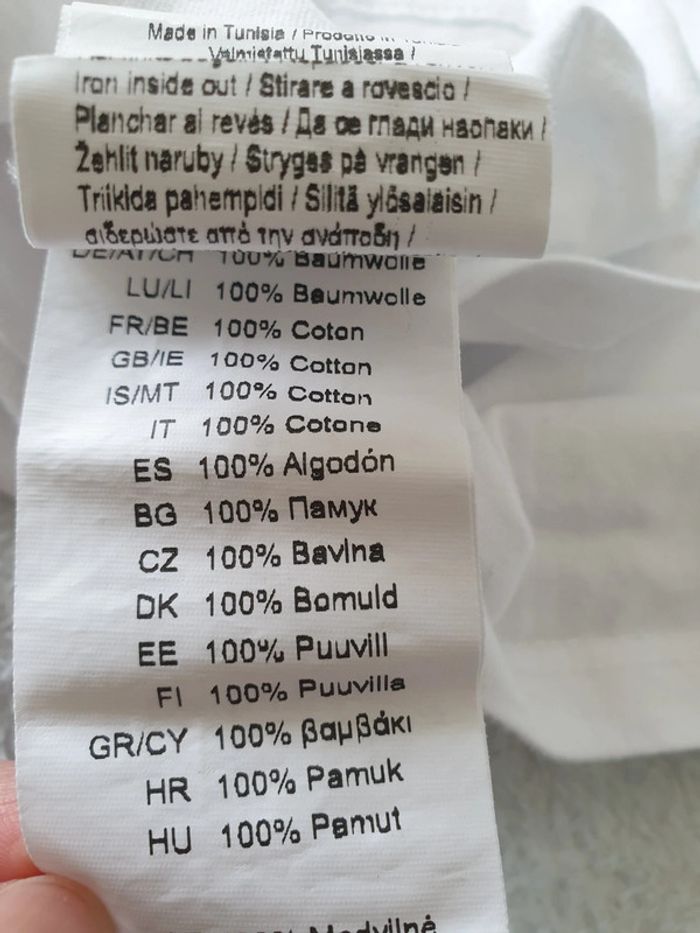 Made in Tunisia / Prodotto in
Valmistettu Tunisiassa /
Iron inside out / Stirare a rovescio /
Planchar al revés / Да се глади наопаки /
Žehlit naruby / Stryges på vrangen /
Triikida pahempidi / Silitä ylösalaisin /
σιδερώστε από την ανάποδη /
DE/AT/CH 100% Baumwolle
LU/LI 100% Baumwolle
FR/BE 100% Coton
GB/IE 100% Cotton
IS/MT 100% Cotton
IT 100% Cotone
ES 100% Algodón
BG 100% Памук
CZ 100% Bavlna
DK 100% Bomuld
EE 100% Puuvill
FI 100% Puuvilla
GR/CY 100% βαμβάκι
HR 100% Pamuk
HU 100% Pamut
Medvilnė